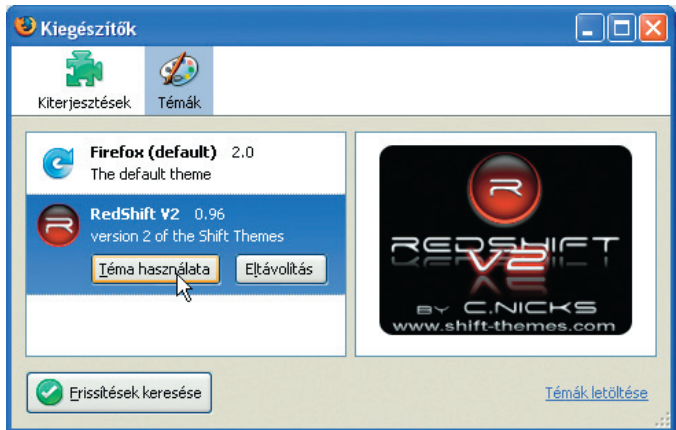 Kiegészítők
Kiterjesztések
Témák
Firefox (default) 2.0
The default theme
RedShift V2 0.96
version 2 of the Shift Themes
Téma használata
Eltávolítás
R
REDSHIFT
V2
BY C.NICKS
www.shift-themes.com
Frissítések keresése
Témák letöltése